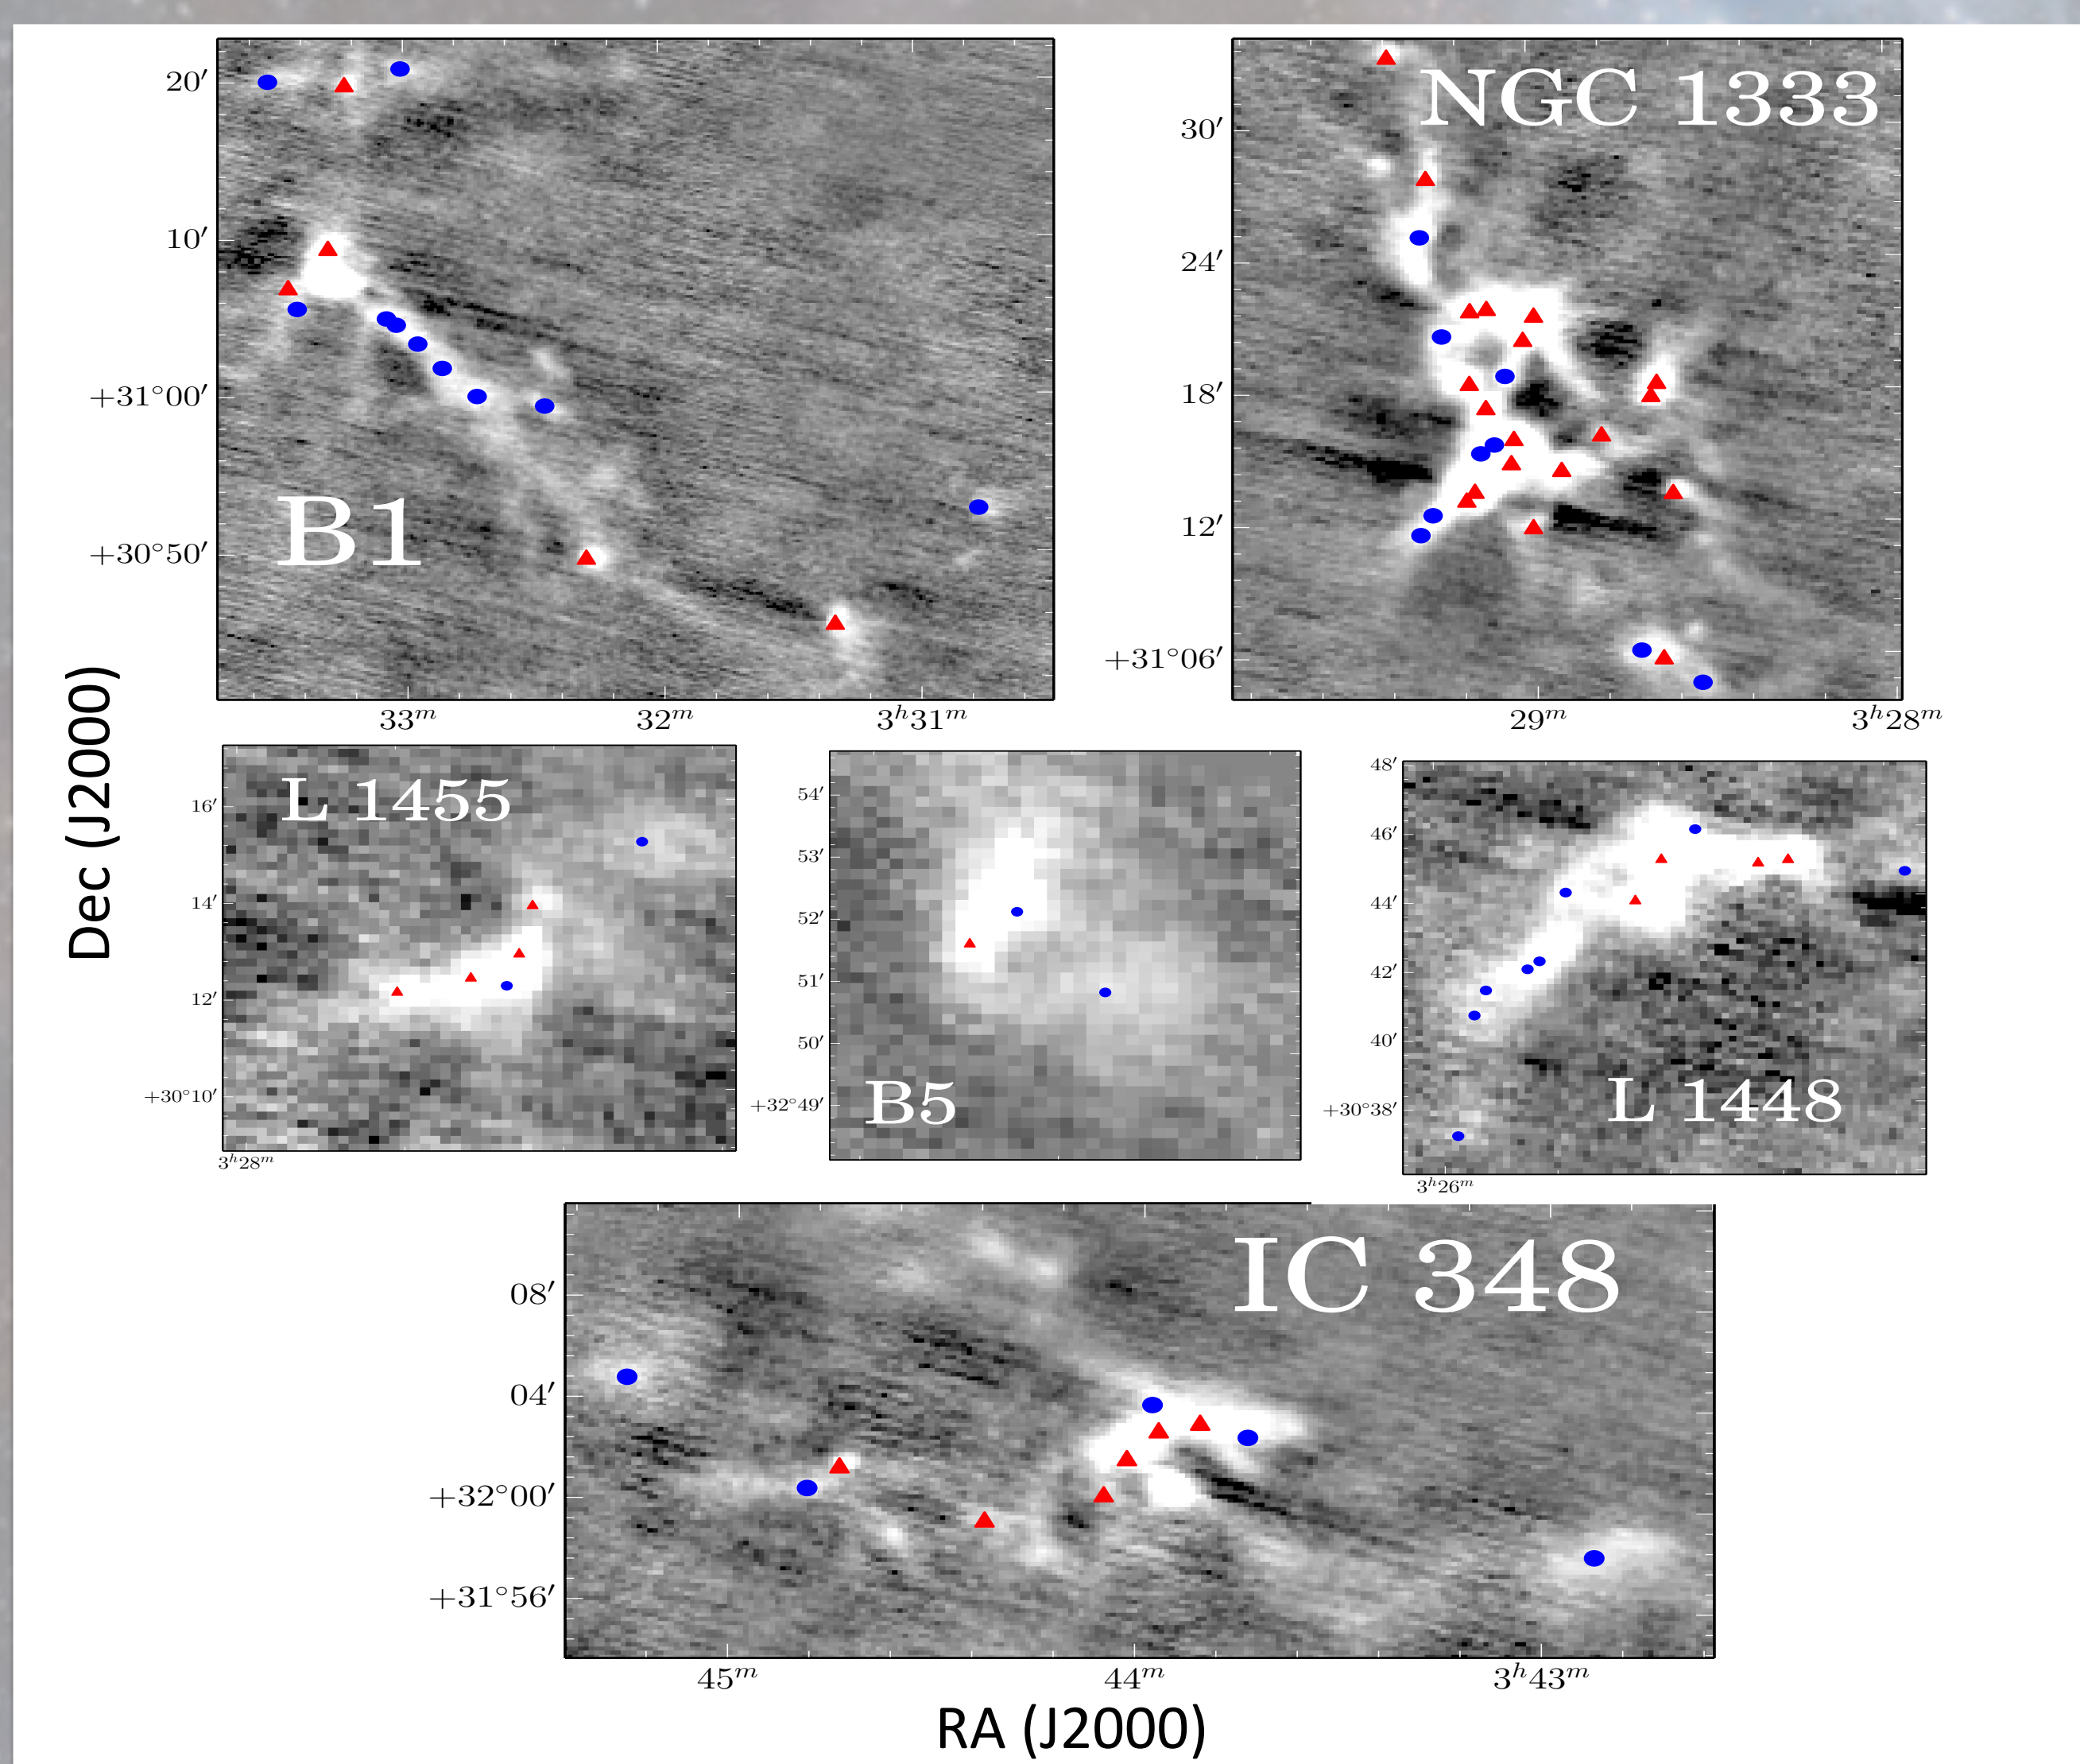 Dec (J2000)
20′
10′
+31°00′
+30°50′
B1
33ᵐ 32ᵐ 3ʰ31ᵐ
NGC 1333
30′
24′
18′
12′
+31°06′
29ᵐ 3ʰ28ᵐ
L 1455
16′
14′
12′
+30°10′
3ʰ28ᵐ
54′
53′
52′
51′
50′
+32°49′
B5
48′
46′
44′
42′
40′
+30°38′
L 1448
3ʰ26ᵐ
IC 348
08′
04′
+32°00′
+31°56′
45ᵐ 44ᵐ 3ʰ43ᵐ
RA (J2000)